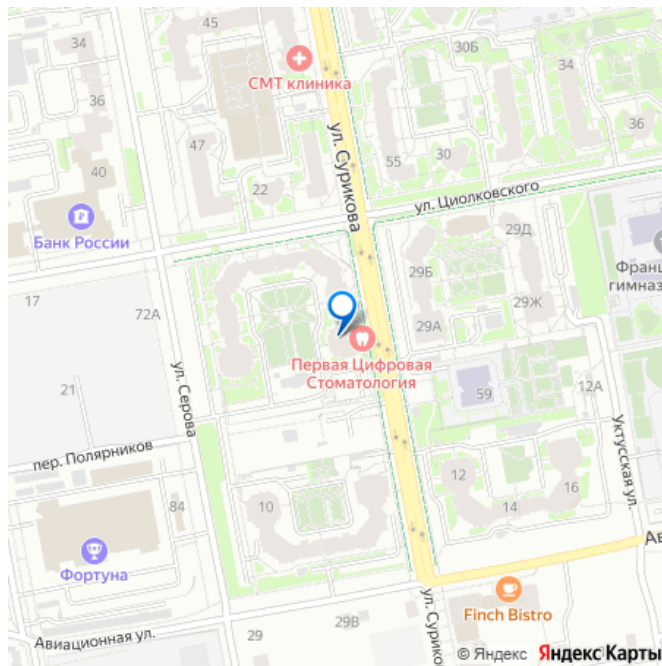 34
45
СМТ клиника
30Б
34
36
47
ул. Сурикова
55
30
36
40
22
ул. Циолковского
Банк России
29Д
29Б
Франц
гимназ
17
72А
29Ж
29А
Первая Цифровая
Стоматология
21
ул. Серова
59
12А
Уктусская ул.
пер. Полярников
12
16
10
14
84
Ав
Фортуна
Finch Bistro
ул. Сурико
29В
29
Авиационная ул.
© Яндекс Яндекс Карты